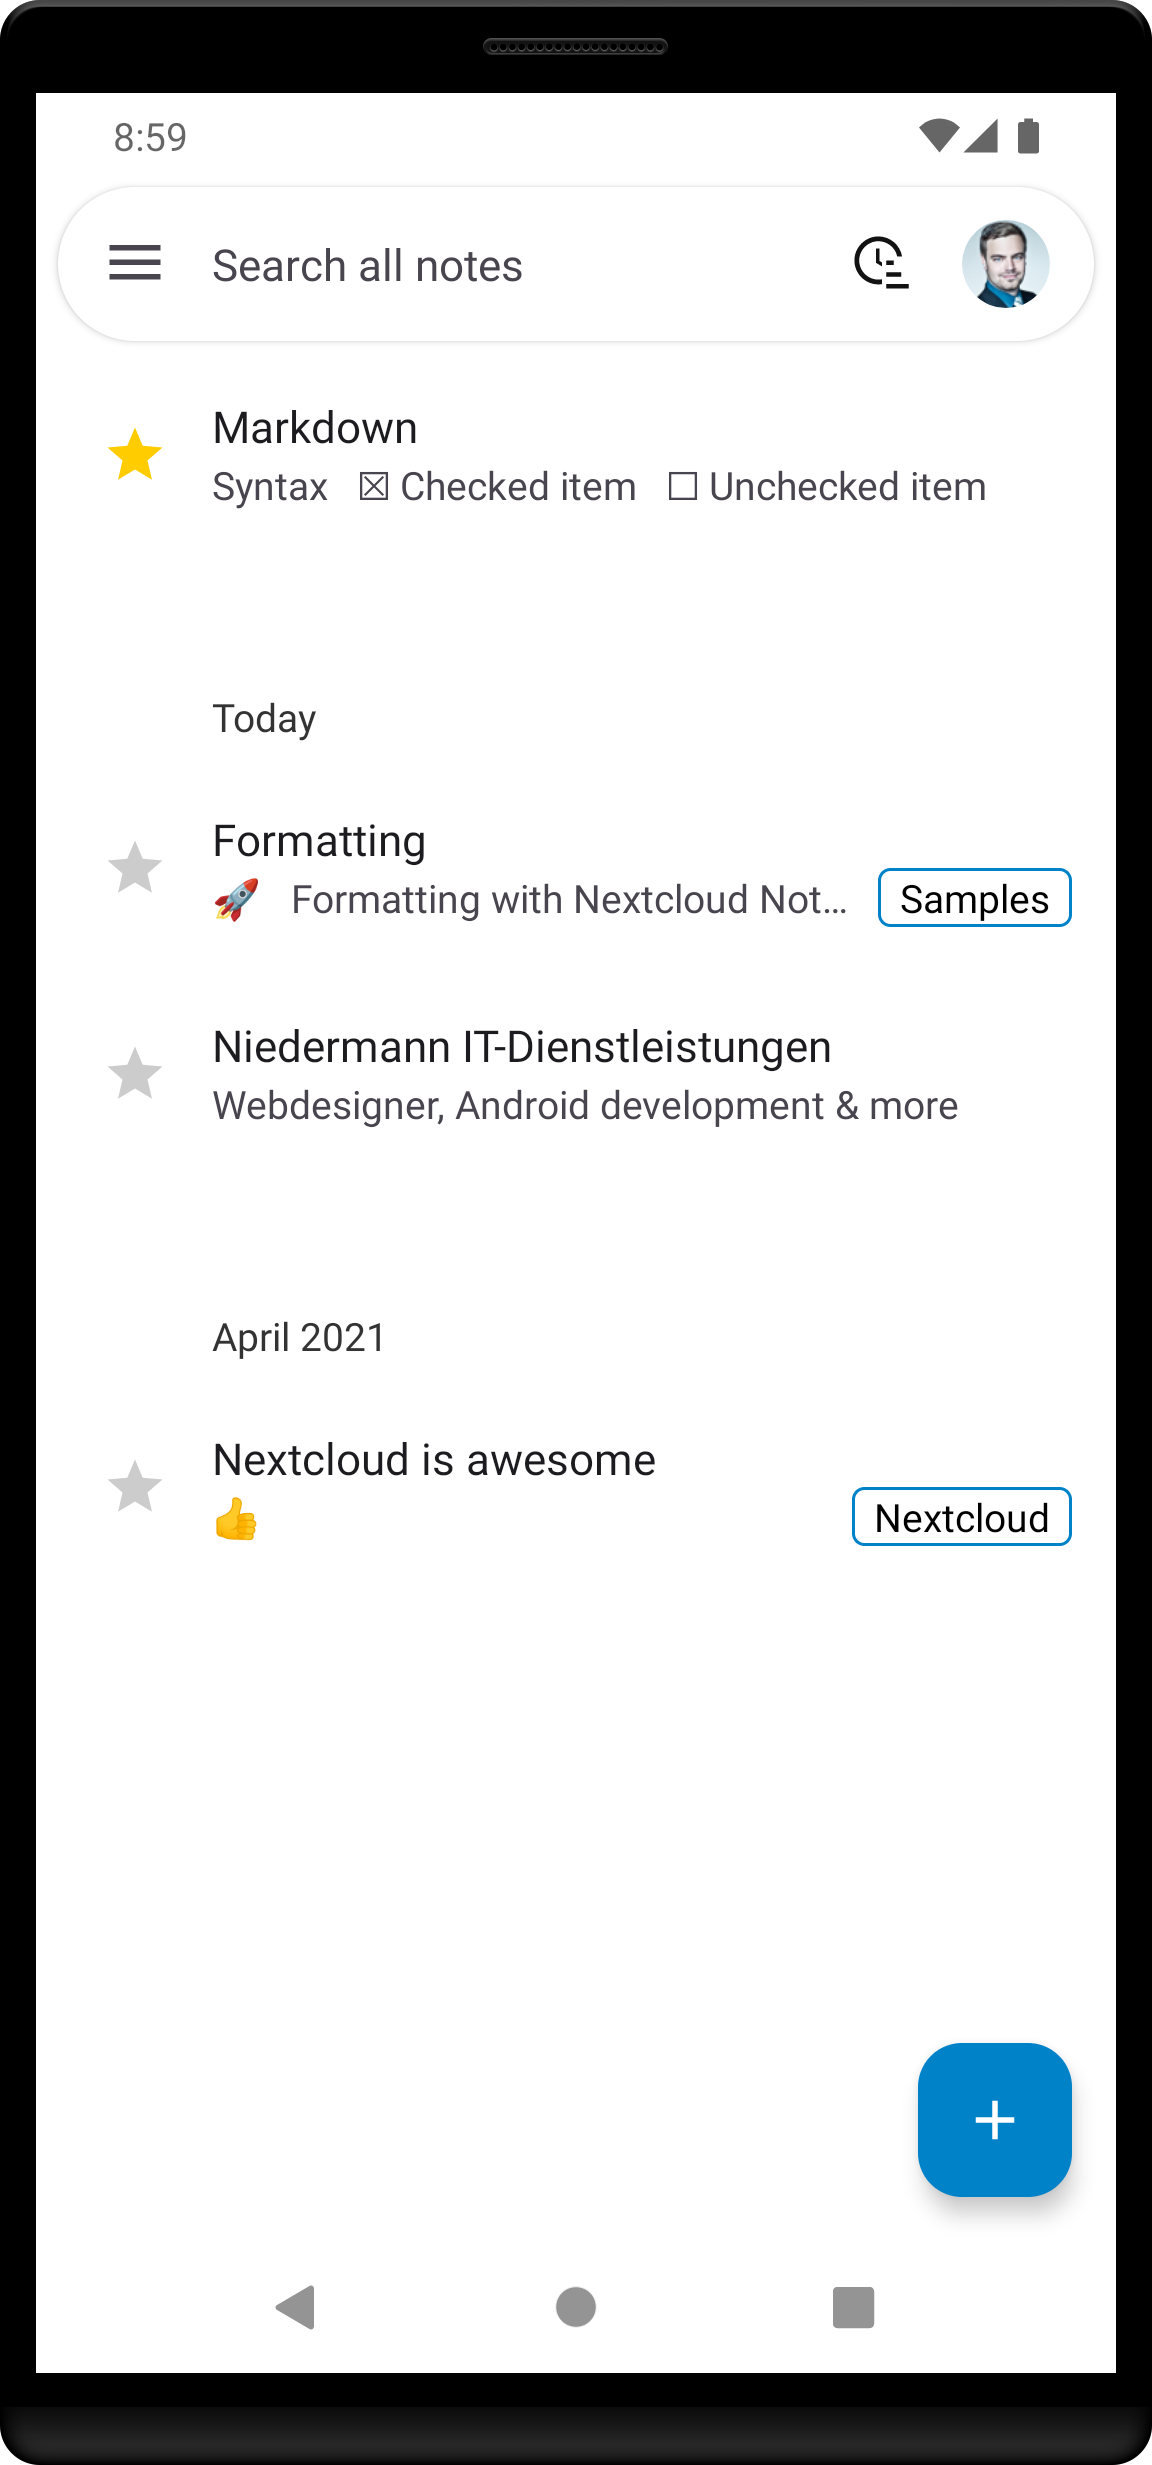 8:59
Search all notes
Markdown
Syntax ☒ Checked item ☐ Unchecked item
Today
Formatting
🚀 Formatting with Nextcloud Not... Samples
Niedermann IT-Dienstleistungen
Webdesigner, Android development & more
April 2021
Nextcloud is awesome
👍 Nextcloud